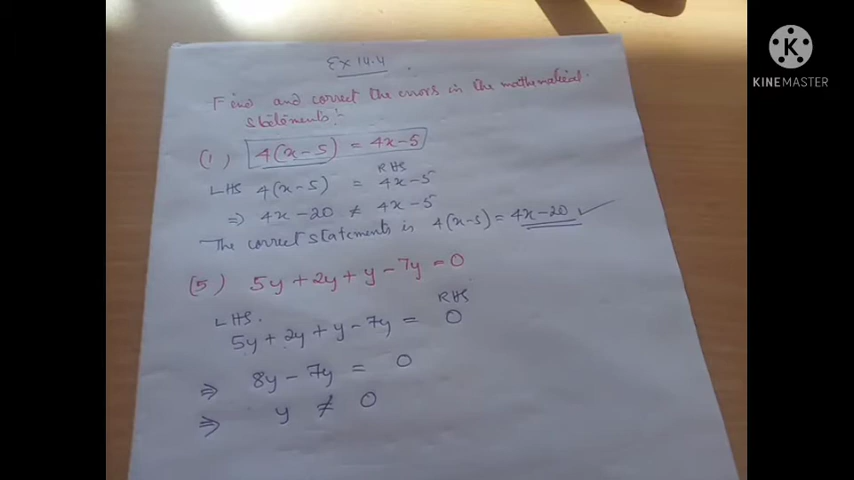 Ex 14.4
Find and correct the errors in the mathematical
statements:-
(1) 4(x-5) = 4x-5
LHS RHS
4(x-5) = 4x-5
⇒ 4x-20 ≠ 4x-5
The correct statements is 4(x-5) = 4x-20 ✓
(5) 5y+2y+y-7y=0
LHS. RHS
5y+2y+y-7y = 0
⇒ 8y-7y = 0
⇒ y ≠ 0
K
KINEMASTER